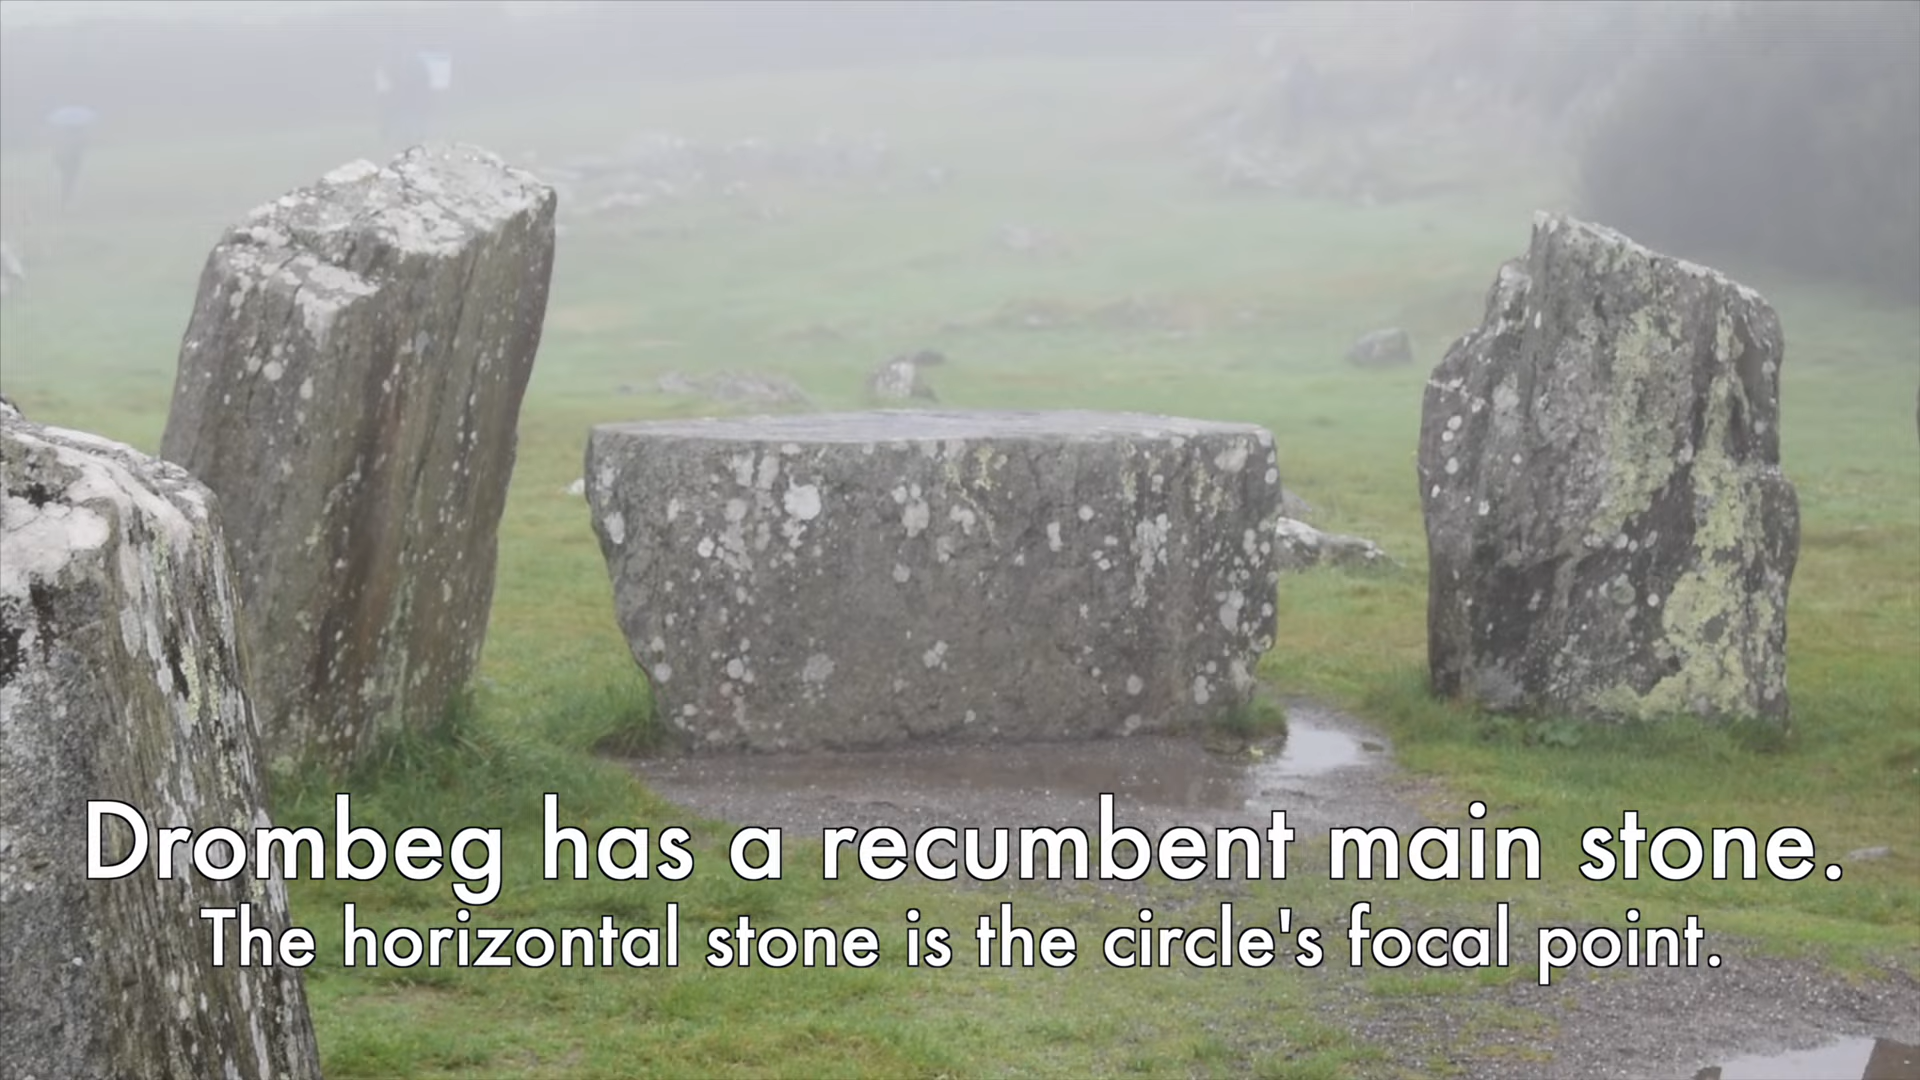 Drombeg has a recumbent main stone.
The horizontal stone is the circle's focal point.